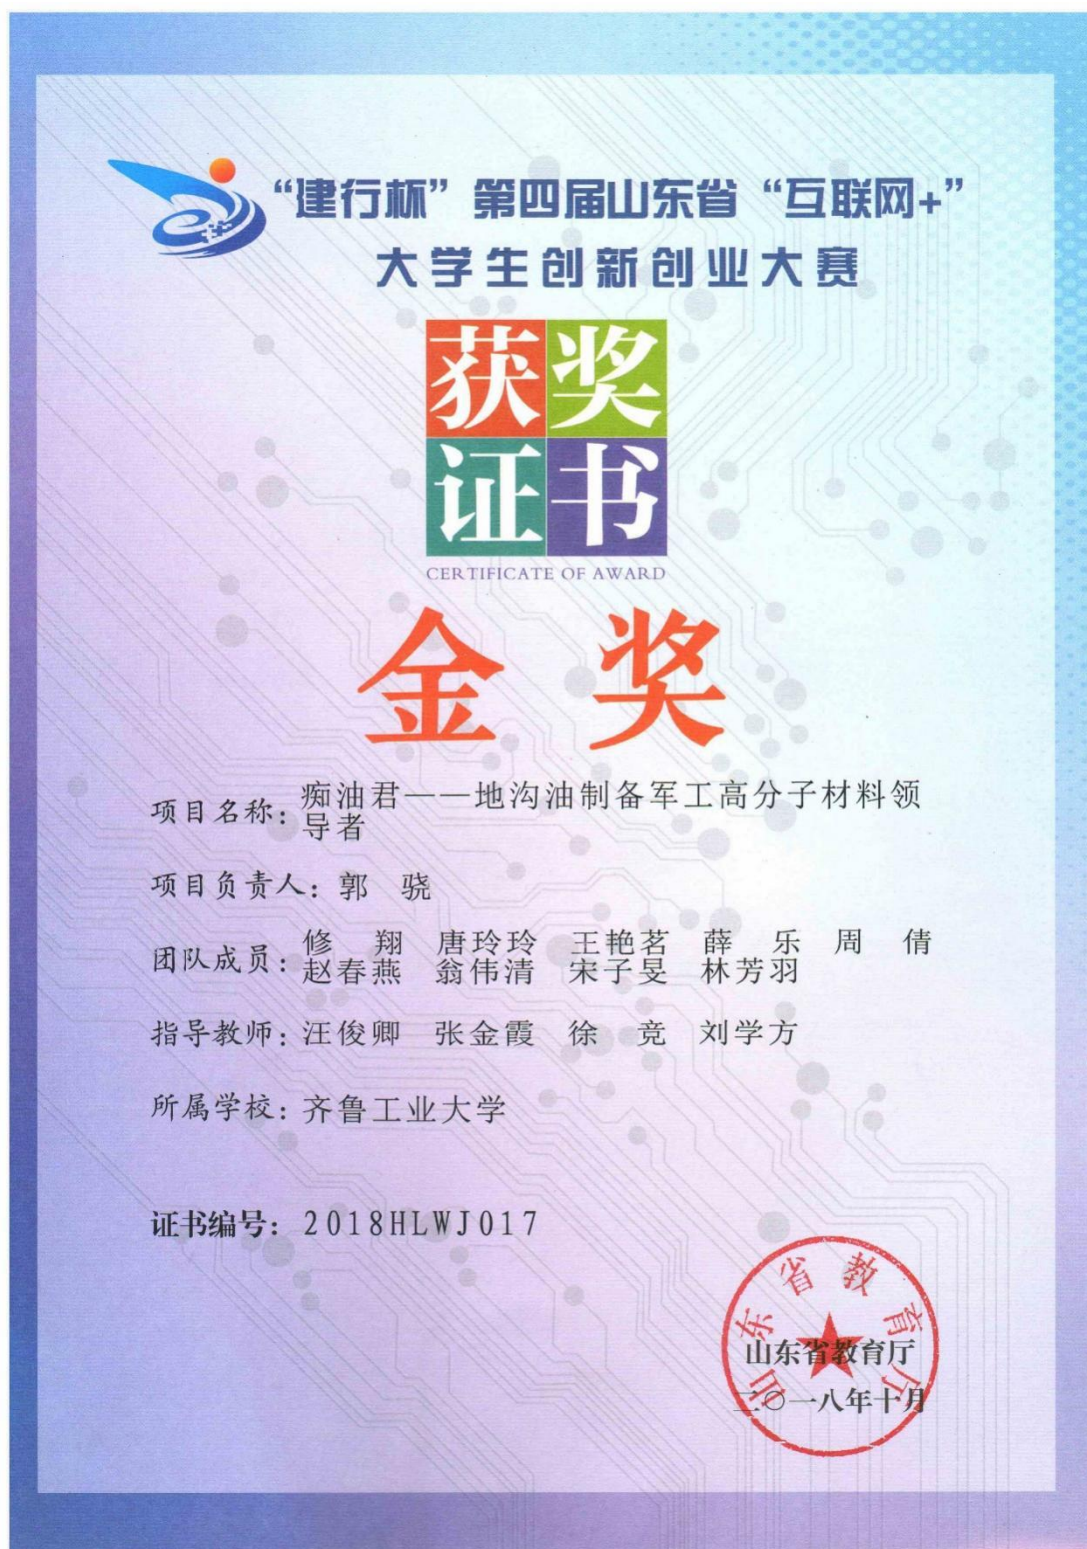 “建行杯”第四届山东省“互联网+”
大学生创新创业大赛
获奖
证书
CERTIFICATE OF AWARD
金 奖
项目名称：痴油君——地沟油制备军工高分子材料领
导者
项目负责人：郭 骁
团队成员：修 翔 唐玲玲 王艳茗 薛 乐 周 倩
赵春燕 翁伟清 宋子旻 林芳羽
指导教师：汪俊卿 张金霞 徐 竞 刘学方
所属学校：齐鲁工业大学
证书编号：2018HLWJ017
山东省教育厅
山东省教育厅
二〇一八年十月